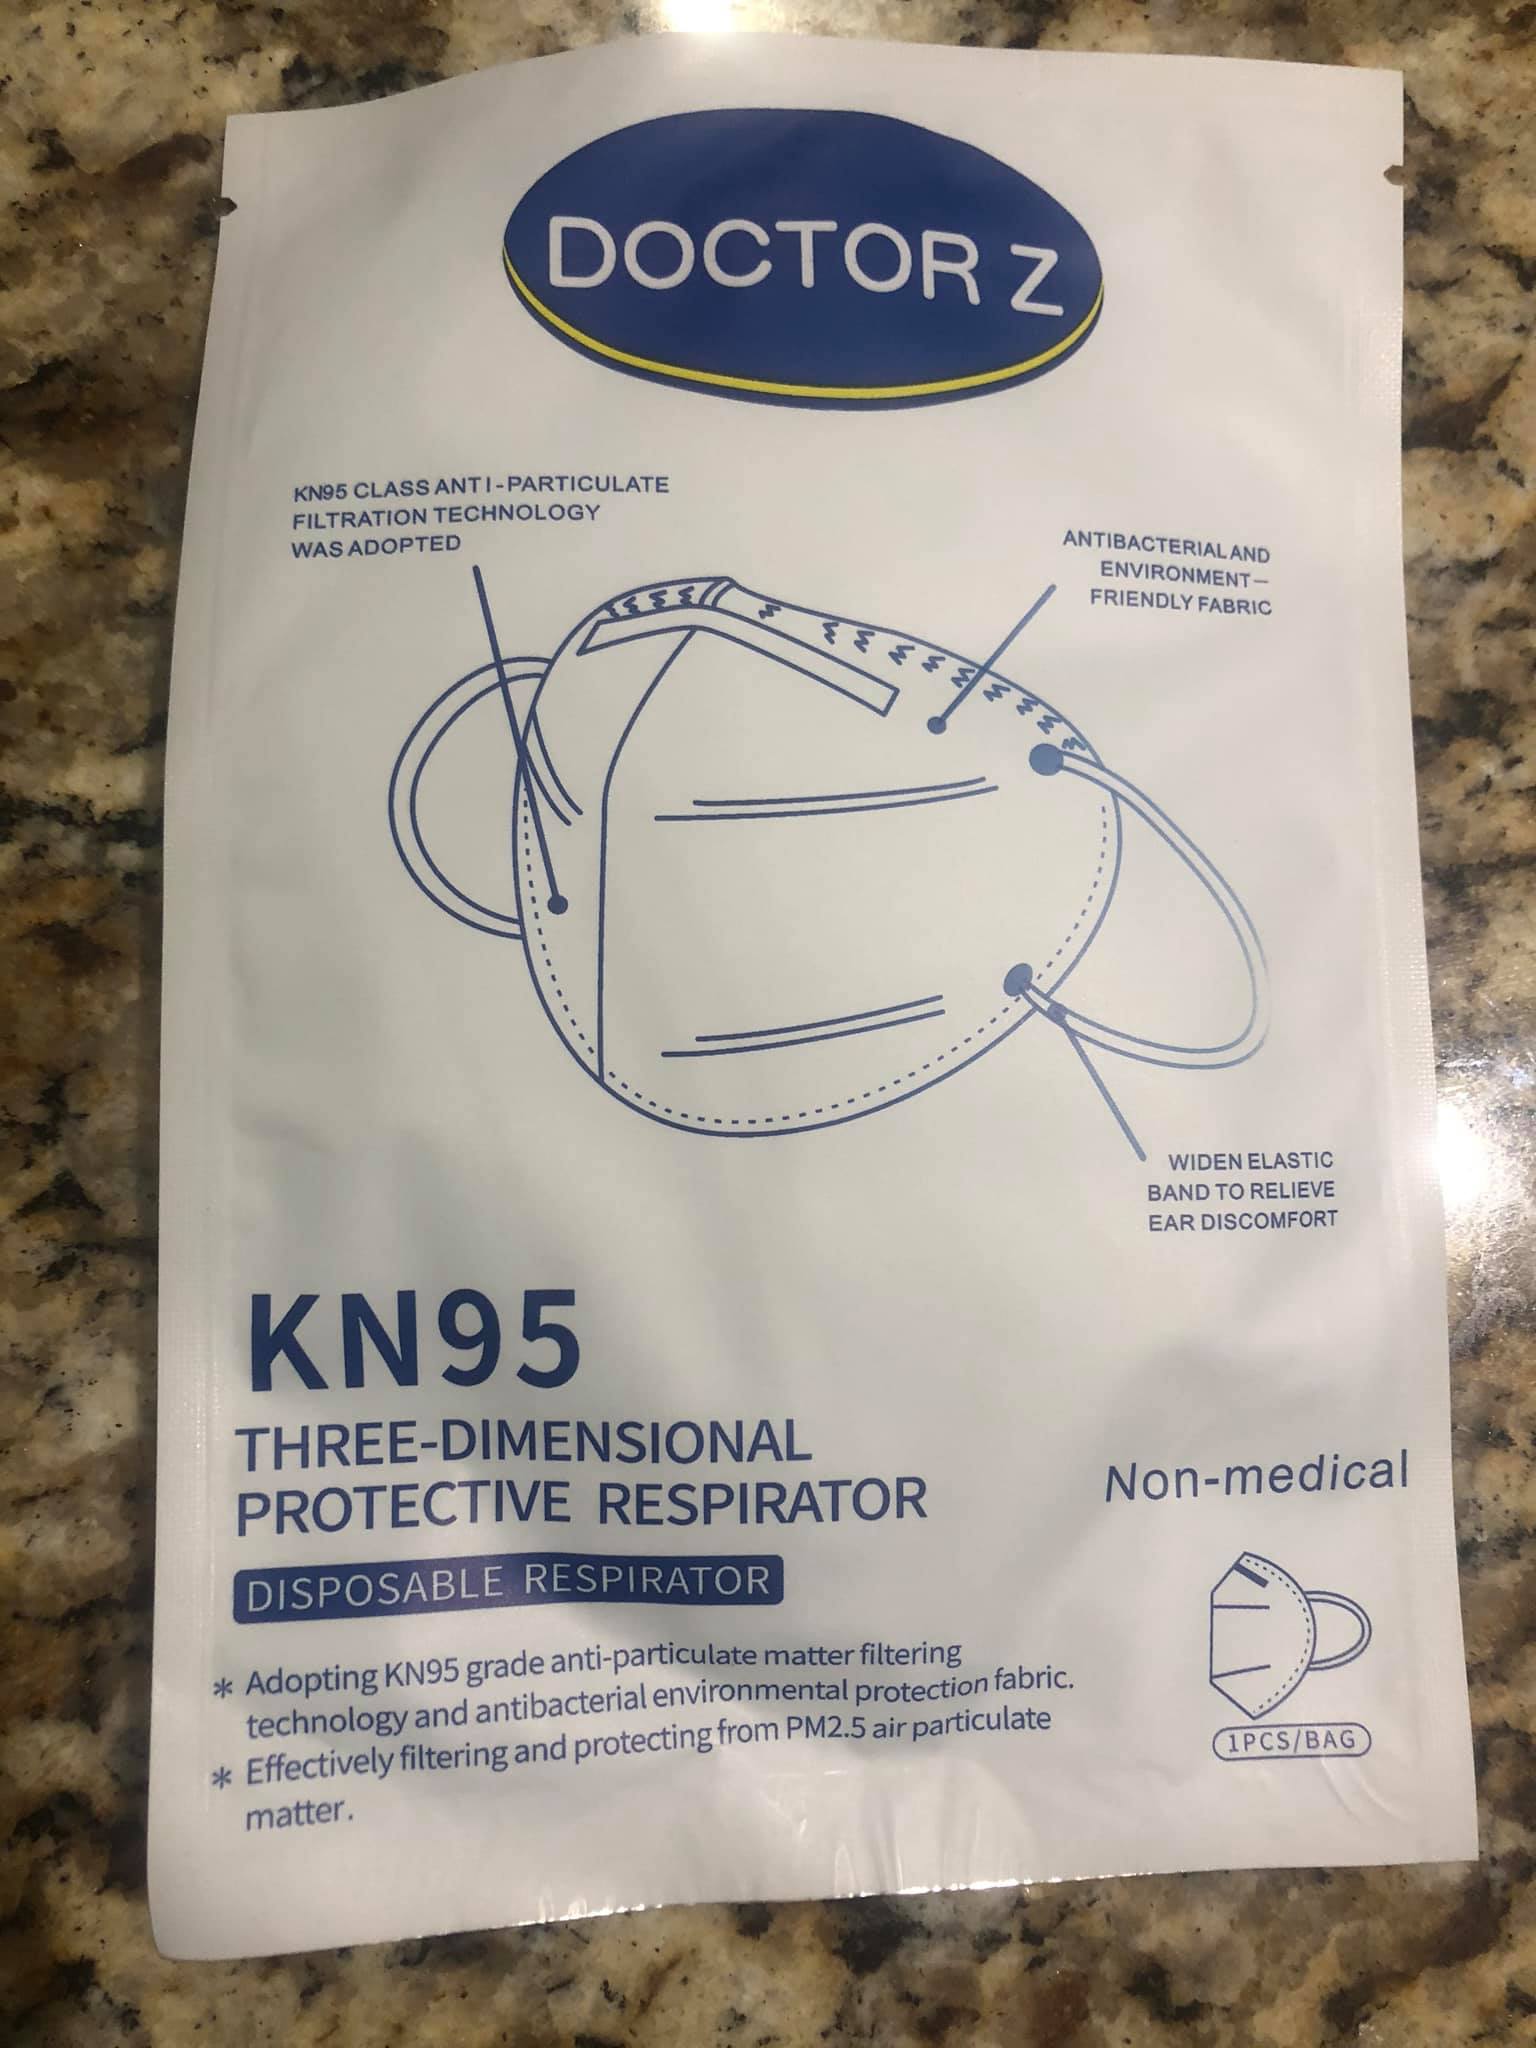 DOCTOR Z
KN95 CLASS ANTI-PARTICULATE
FILTRATION TECHNOLOGY
WAS ADOPTED
ANTIBACTERIAL AND
ENVIRONMENT-
FRIENDLY FABRIC
WIDEN ELASTIC
BAND TO RELIEVE
EAR DISCOMFORT
KN95
THREE-DIMENSIONAL
PROTECTIVE RESPIRATOR
Non-medical
DISPOSABLE RESPIRATOR
* Adopting KN95 grade anti-particulate matter filtering
technology and antibacterial environmental protection fabric.
* Effectively filtering and protecting from PM2.5 air particulate
matter.
1PCS/BAG